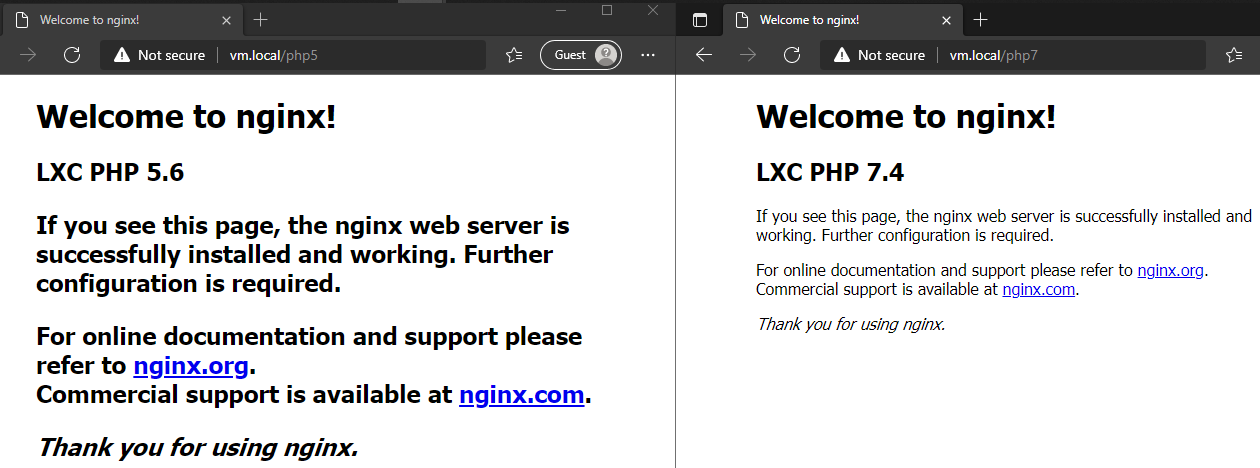 Welcome to nginx!
Not secure
vm.local/php5
Guest
Welcome to nginx!
LXC PHP 5.6
If you see this page, the nginx web server is
successfully installed and working. Further
configuration is required.
For online documentation and support please
refer to nginx.org.
Commercial support is available at nginx.com.
Thank you for using nginx.
Welcome to nginx!
Not secure
vm.local/php7
Welcome to nginx!
LXC PHP 7.4
If you see this page, the nginx web server is successfully installed and
working. Further configuration is required.
For online documentation and support please refer to nginx.org.
Commercial support is available at nginx.com.
Thank you for using nginx.